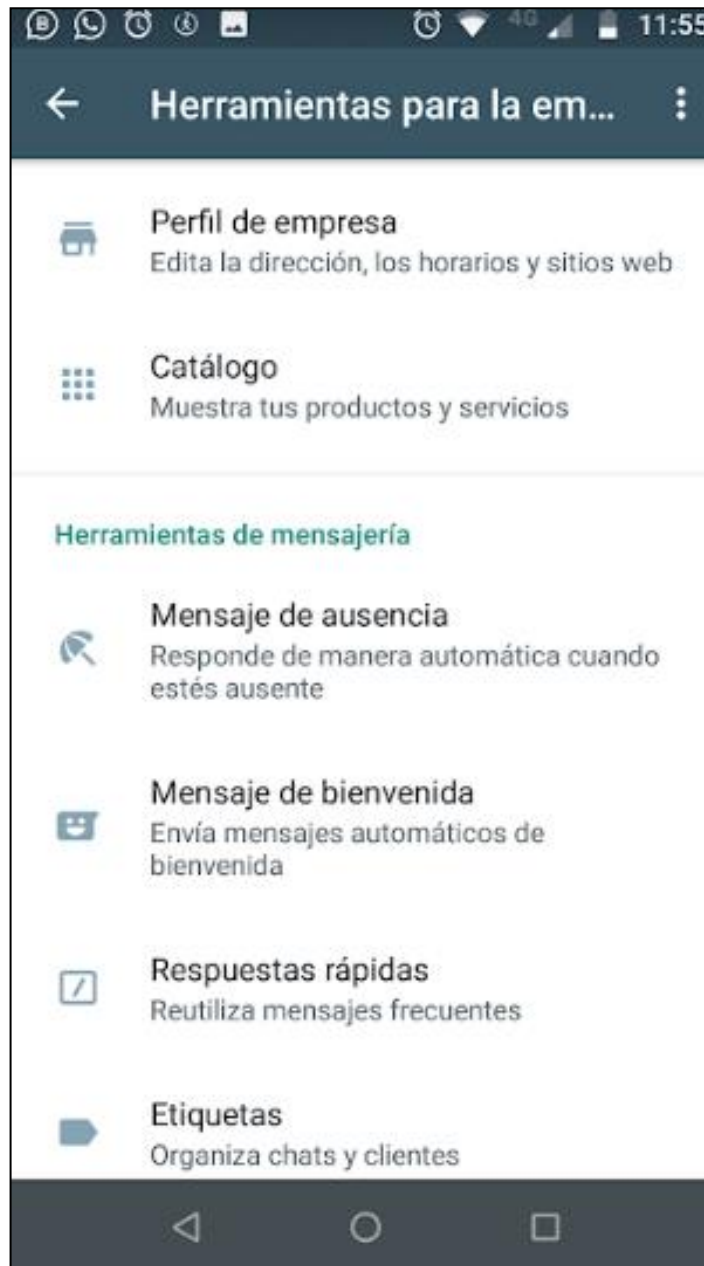 4G 11:55
Herramientas para la em...
Perfil de empresa
Edita la dirección, los horarios y sitios web
Catálogo
Muestra tus productos y servicios
Herramientas de mensajería
Mensaje de ausencia
Responde de manera automática cuando
estés ausente
Mensaje de bienvenida
Envía mensajes automáticos de
bienvenida
Respuestas rápidas
Reutiliza mensajes frecuentes
Etiquetas
Organiza chats y clientes